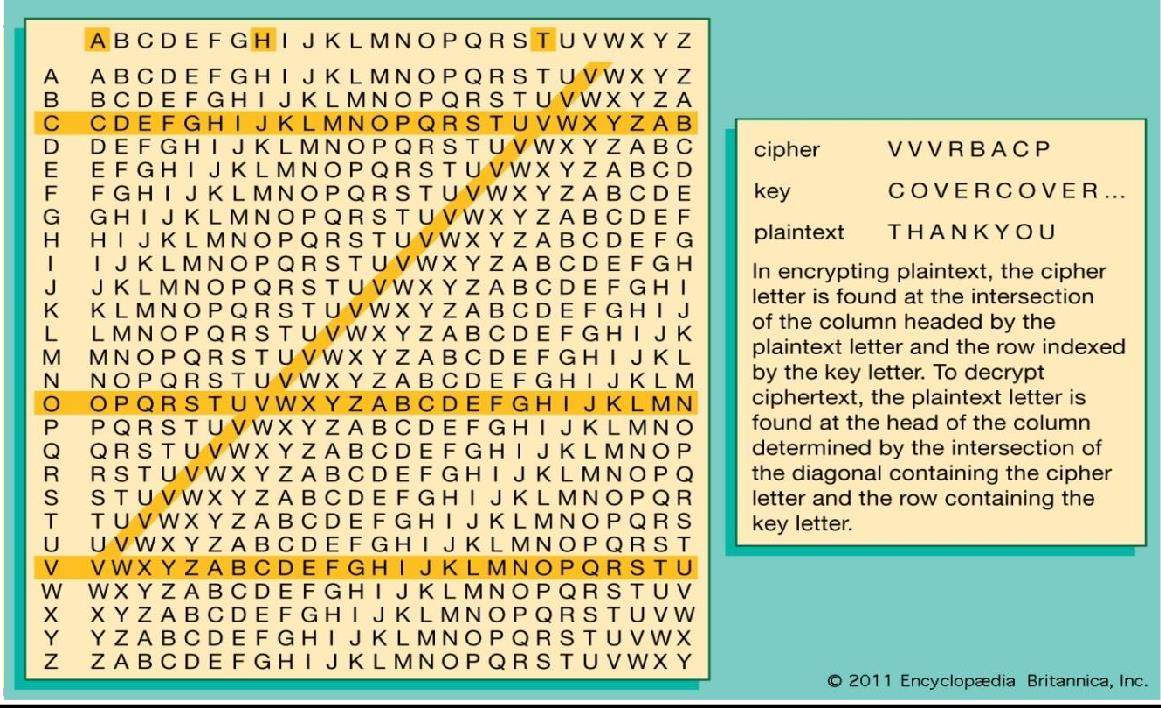 A B C D E F G H I J K L M N O P Q R S T U V W X Y Z
A A B C D E F G H I J K L M N O P Q R S T U V W X Y Z
B B C D E F G H I J K L M N O P Q R S T U V W X Y Z A
C C D E F G H I J K L M N O P Q R S T U V W X Y Z A B
D D E F G H I J K L M N O P Q R S T U V W X Y Z A B C
E E F G H I J K L M N O P Q R S T U V W X Y Z A B C D
F F G H I J K L M N O P Q R S T U V W X Y Z A B C D E
G G H I J K L M N O P Q R S T U V W X Y Z A B C D E F
H H I J K L M N O P Q R S T U V W X Y Z A B C D E F G
I I J K L M N O P Q R S T U V W X Y Z A B C D E F G H
J J K L M N O P Q R S T U V W X Y Z A B C D E F G H I
K K L M N O P Q R S T U V W X Y Z A B C D E F G H I J
L L M N O P Q R S T U V W X Y Z A B C D E F G H I J K
M M N O P Q R S T U V W X Y Z A B C D E F G H I J K L
N N O P Q R S T U V W X Y Z A B C D E F G H I J K L M
O O P Q R S T U V W X Y Z A B C D E F G H I J K L M N
P P Q R S T U V W X Y Z A B C D E F G H I J K L M N O
Q Q R S T U V W X Y Z A B C D E F G H I J K L M N O P
R R S T U V W X Y Z A B C D E F G H I J K L M N O P Q
S S T U V W X Y Z A B C D E F G H I J K L M N O P Q R
T T U V W X Y Z A B C D E F G H I J K L M N O P Q R S
U U V W X Y Z A B C D E F G H I J K L M N O P Q R S T
V V W X Y Z A B C D E F G H I J K L M N O P Q R S T U
W W X Y Z A B C D E F G H I J K L M N O P Q R S T U V
X X Y Z A B C D E F G H I J K L M N O P Q R S T U V W
Y Y Z A B C D E F G H I J K L M N O P Q R S T U V W X
Z Z A B C D E F G H I J K L M N O P Q R S T U V W X Y
cipher V V V R B A C P
key C O V E R C O V E R ...
plaintext T H A N K Y O U
In encrypting plaintext, the cipher
letter is found at the intersection
of the column headed by the
plaintext letter and the row indexed
by the key letter. To decrypt
ciphertext, the plaintext letter is
found at the head of the column
determined by the intersection of
the diagonal containing the cipher
letter and the row containing the
key letter.
© 2011 Encyclopædia Britannica, Inc.